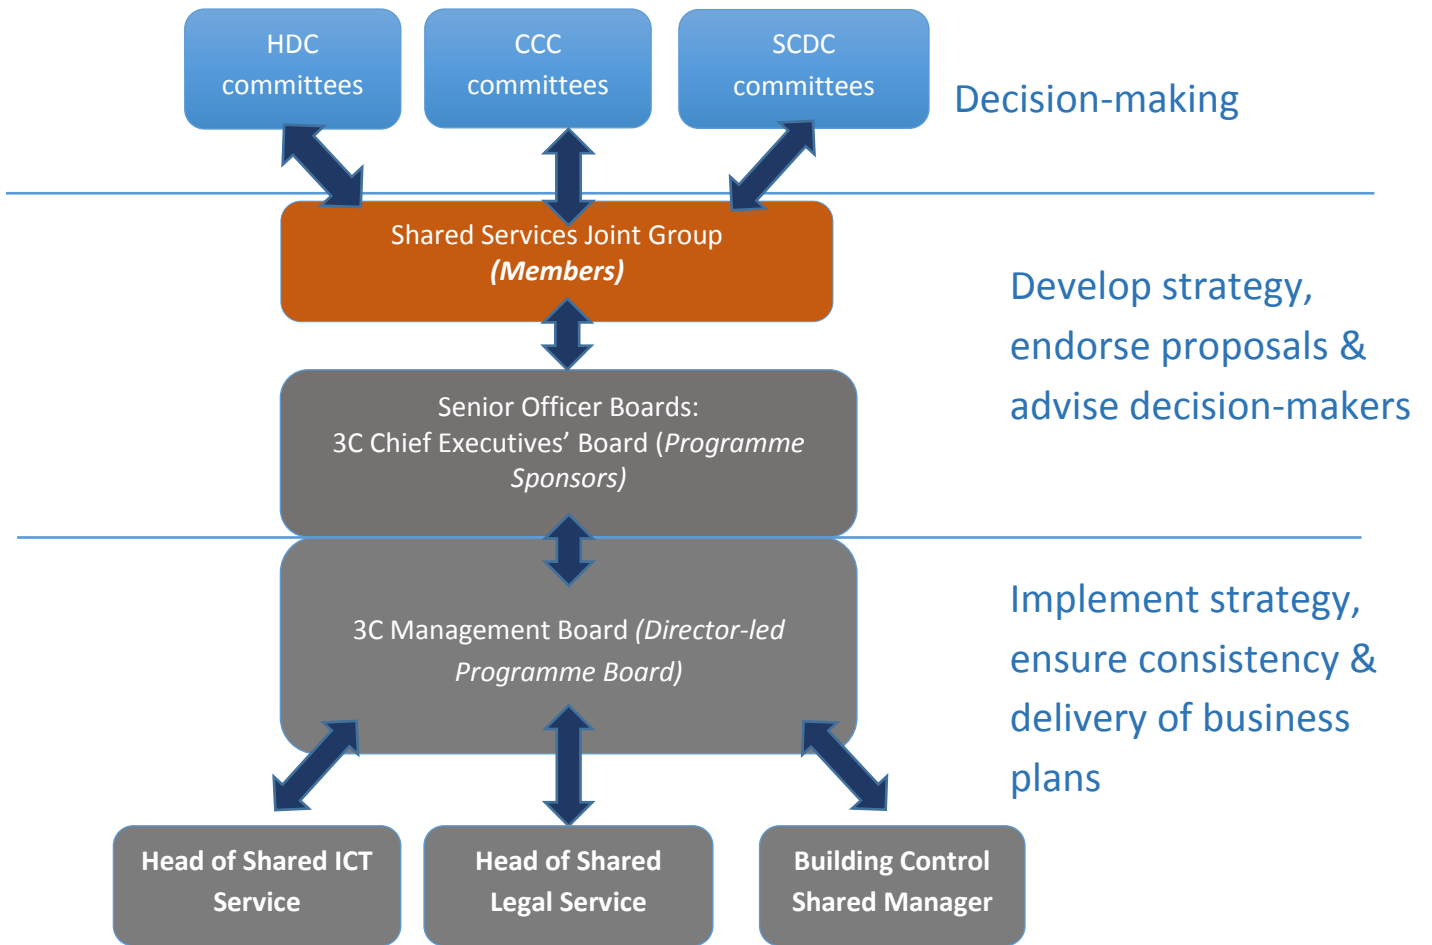 HDC
committees
CCC
committees
SCDC
committees
Decision-making
Shared Services Joint Group
(Members)
Develop strategy,
endorse proposals &
advise decision-makers
Senior Officer Boards:
3C Chief Executives’ Board (Programme
Sponsors)
3C Management Board (Director-led
Programme Board)
Implement strategy,
ensure consistency &
delivery of business
plans
Head of Shared ICT
Service
Head of Shared
Legal Service
Building Control
Shared Manager